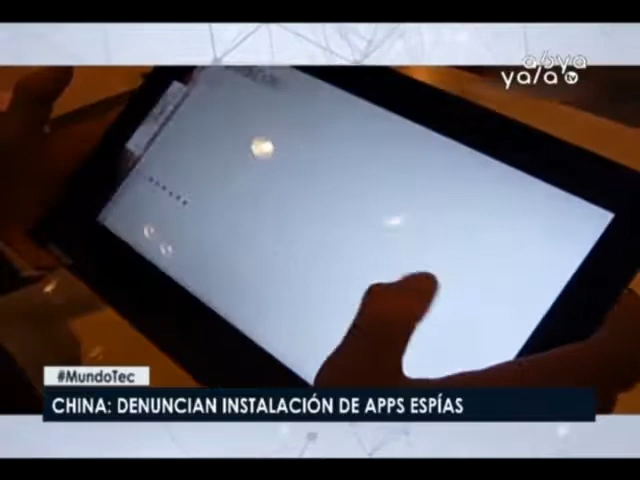 abya
yala tv
#MundoTec
CHINA: DENUNCIAN INSTALACIÓN DE APPS ESPÍAS